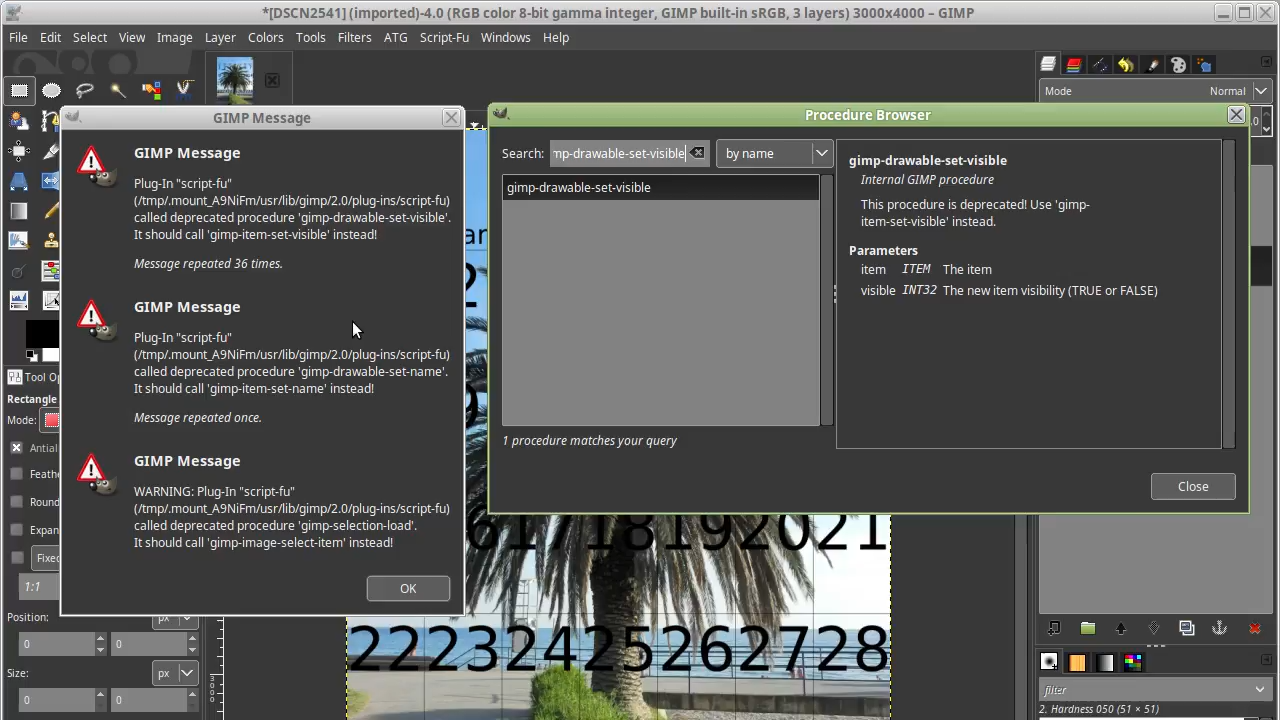 *[DSCN2541] (imported)-4.0 (RGB color 8-bit gamma integer, GIMP built-in sRGB, 3 layers) 3000x4000 – GIMP
File Edit Select View Image Layer Colors Tools Filters ATG Script-Fu Windows Help
Mode Normal
GIMP Message
GIMP Message
Plug-In "script-fu"
(/tmp/.mount_A9NiFm/usr/lib/gimp/2.0/plug-ins/script-fu)
called deprecated procedure 'gimp-drawable-set-visible'.
It should call 'gimp-item-set-visible' instead!
Message repeated 36 times.
GIMP Message
Plug-In "script-fu"
(/tmp/.mount_A9NiFm/usr/lib/gimp/2.0/plug-ins/script-fu)
called deprecated procedure 'gimp-drawable-set-name'.
It should call 'gimp-item-set-name' instead!
Message repeated once.
GIMP Message
WARNING: Plug-In "script-fu"
(/tmp/.mount_A9NiFm/usr/lib/gimp/2.0/plug-ins/script-fu)
called deprecated procedure 'gimp-selection-load'.
It should call 'gimp-image-select-item' instead!
OK
Procedure Browser
Search: mp-drawable-set-visible by name
gimp-drawable-set-visible
1 procedure matches your query
gimp-drawable-set-visible
Internal GIMP procedure
This procedure is deprecated! Use 'gimp-
item-set-visible' instead.
Parameters
item ITEM The item
visible INT32 The new item visibility (TRUE or FALSE)
Close
Tool Op
Rectangle
Mode:
Antial
Feathe
Round
Expan
Fixed
1:1
Position: px
0 0
Size: px
0 0
3000
161718192021
22232425262728
filter
2. Hardness 050 (51 × 51)